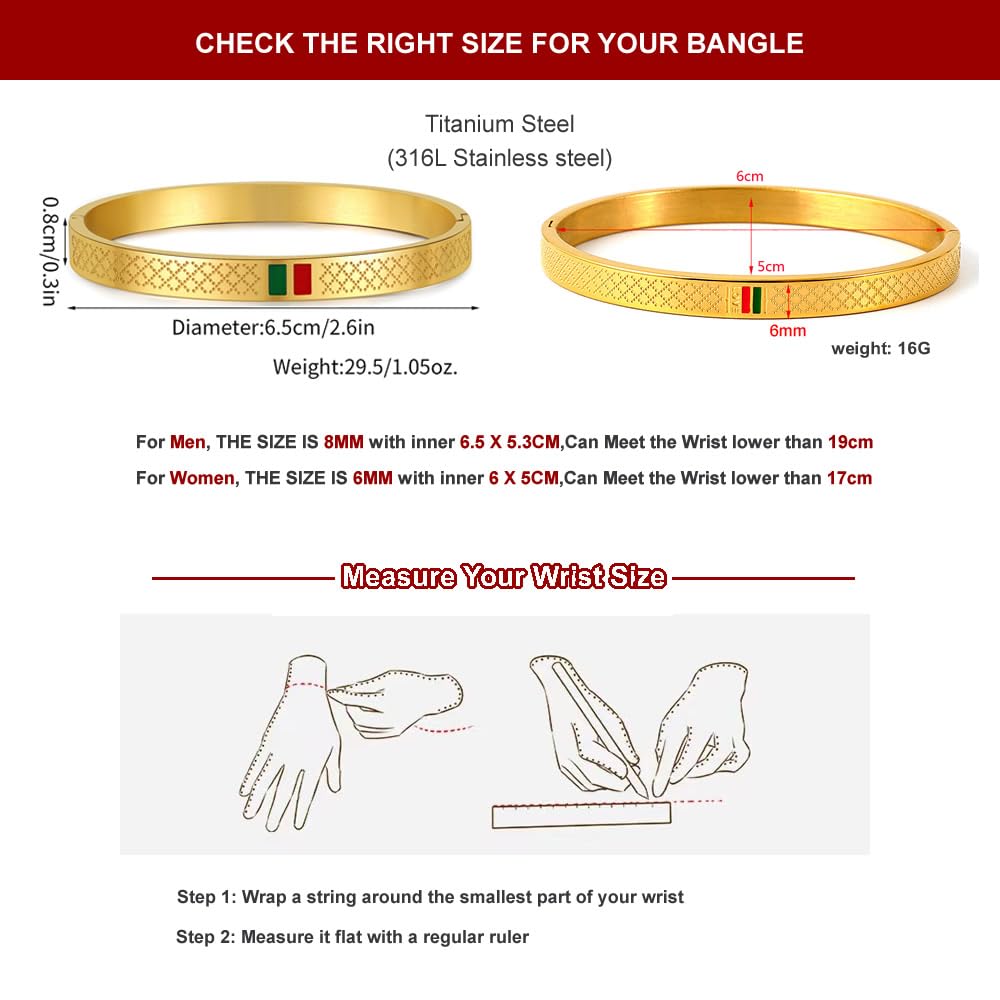 CHECK THE RIGHT SIZE FOR YOUR BANGLE
Titanium Steel
(316L Stainless steel)
0.8cm/0.3in
Diameter:6.5cm/2.6in
Weight:29.5/1.05oz.
6cm
5cm
6mm
weight: 16G
For Men, THE SIZE IS 8MM with inner 6.5 X 5.3CM,Can Meet the Wrist lower than 19cm
For Women, THE SIZE IS 6MM with inner 6 X 5CM,Can Meet the Wrist lower than 17cm
Measure Your Wrist Size
Step 1: Wrap a string around the smallest part of your wrist
Step 2: Measure it flat with a regular ruler